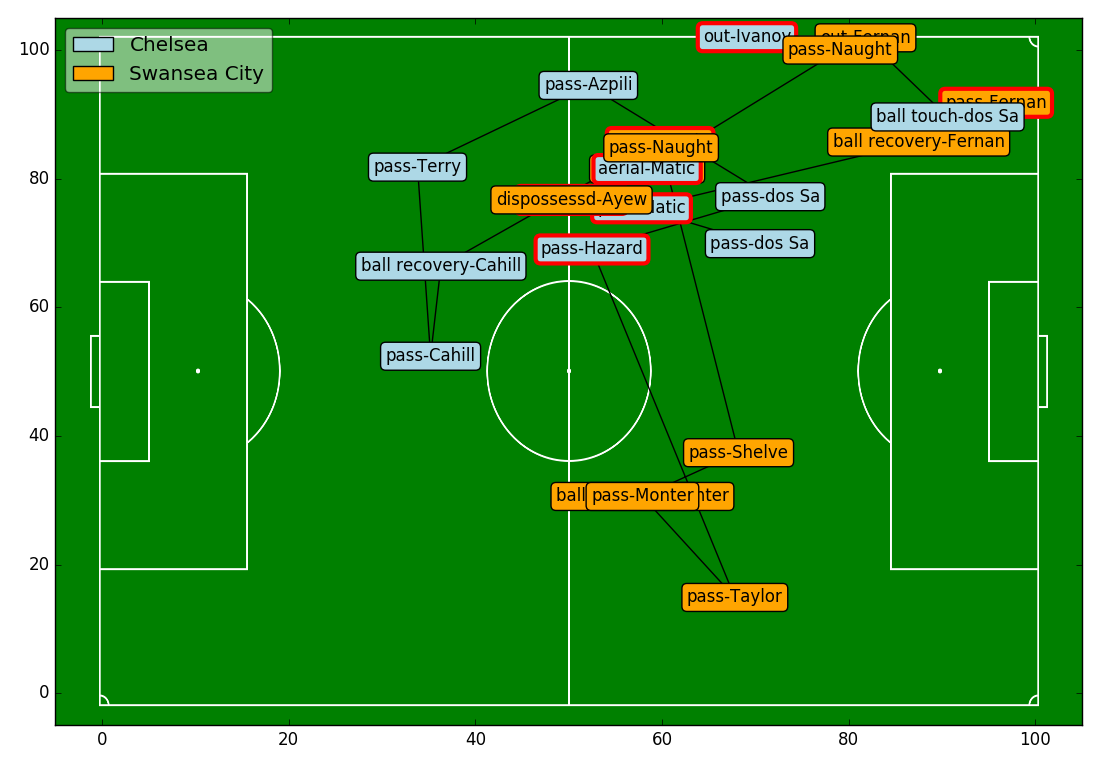 Chelsea
Swansea City
100
80
60
40
20
0
0
20
40
60
80
100
out-Ivanov
out-Fernan
pass-Naught
pass-Azpili
pass-Fernan
ball touch-dos Sa
ball recovery-Fernan
pass-Naught
pass-Terry
aerial-Matic
dispossessd-Ayew
pass-dos Sa
Matic
pass-Hazard
pass-dos Sa
ball recovery-Cahill
pass-Cahill
pass-Shelve
ball
pass-Monter
nter
pass-Taylor